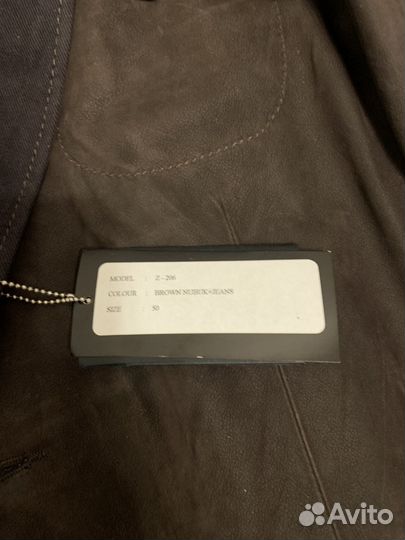 MODEL : Z-206
COLOUR : BROWN NUBUK+JEANS
SIZE : 50
Avito